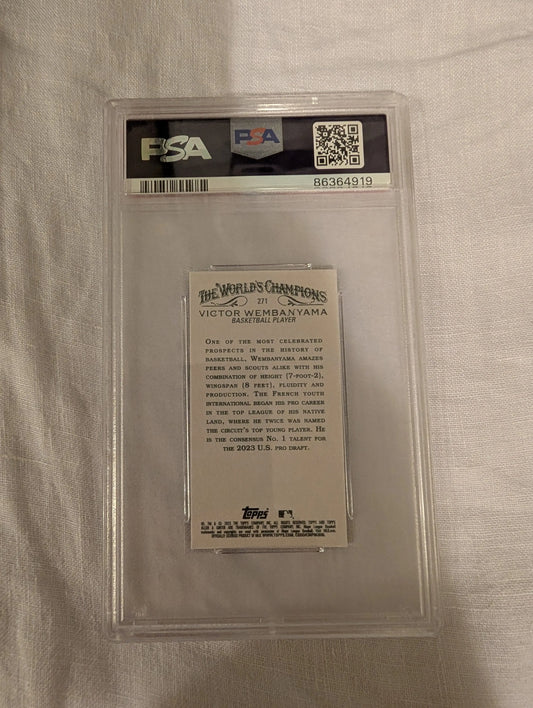 PSA
PSA
86364919
THE WORLD'S CHAMPIONS
271
VICTOR WEMBANYAMA
BASKETBALL PLAYER
ONE OF THE MOST CELEBRATED
PROSPECTS IN THE HISTORY OF
BASKETBALL, WEMBANYAMA AMAZES
PEERS AND SCOUTS ALIKE WITH HIS
COMBINATION OF HEIGHT (7-FOOT-2),
WINGSPAN (8 FEET), FLUIDITY AND
PRODUCTION. THE FRENCH YOUTH
INTERNATIONAL BEGAN HIS PRO CAREER
IN THE TOP LEAGUE OF HIS NATIVE
LAND, WHERE HE TWICE WAS NAMED
THE CIRCUIT'S TOP YOUNG PLAYER. HE
IS THE CONSENSUS NO. 1 TALENT FOR
THE 2023 U.S. PRO DRAFT.
Topps